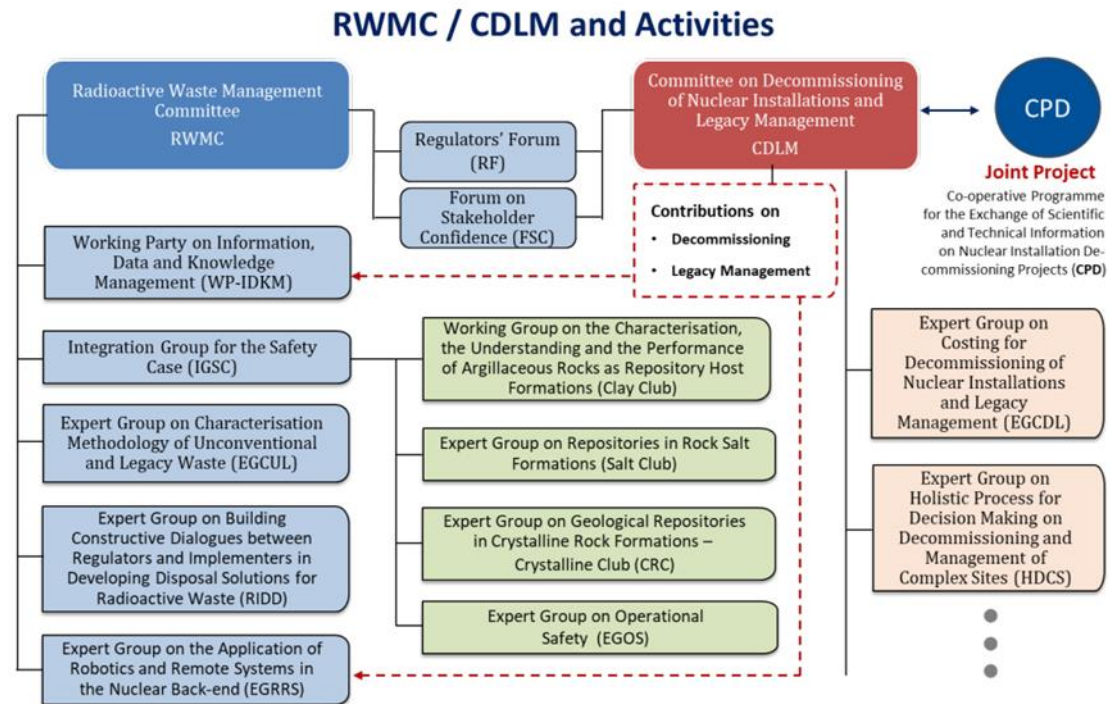 RWMC / CDLM and Activities
Radioactive Waste Management
Committee
RWMC
Regulators’ Forum
(RF)
Forum on
Stakeholder
Confidence (FSC)
Committee on Decommissioning
of Nuclear Installations and
Legacy Management
CDLM
CPD
Joint Project
Co-operative Programme
for the Exchange of Scientific
and Technical Information
on Nuclear Installation De-
commissioning Projects (CPD)
Contributions on
• Decommissioning
• Legacy Management
Working Party on Information,
Data and Knowledge
Management (WP-IDKM)
Integration Group for the Safety
Case (IGSC)
Expert Group on Characterisation
Methodology of Unconventional
and Legacy Waste (EGCUL)
Expert Group on Building
Constructive Dialogues between
Regulators and Implementers in
Developing Disposal Solutions for
Radioactive Waste (RIDD)
Expert Group on the Application of
Robotics and Remote Systems in
the Nuclear Back-end (EGRRS)
Working Group on the Characterisation,
the Understanding and the Performance
of Argillaceous Rocks as Repository Host
Formations (Clay Club)
Expert Group on Repositories in Rock Salt
Formations (Salt Club)
Expert Group on Geological Repositories
in Crystalline Rock Formations –
Crystalline Club (CRC)
Expert Group on Operational
Safety (EGOS)
Expert Group on
Costing for
Decommissioning of
Nuclear Installations
and Legacy
Management (EGCDL)
Expert Group on
Holistic Process for
Decision Making on
Decommissioning and
Management of
Complex Sites (HDCS)